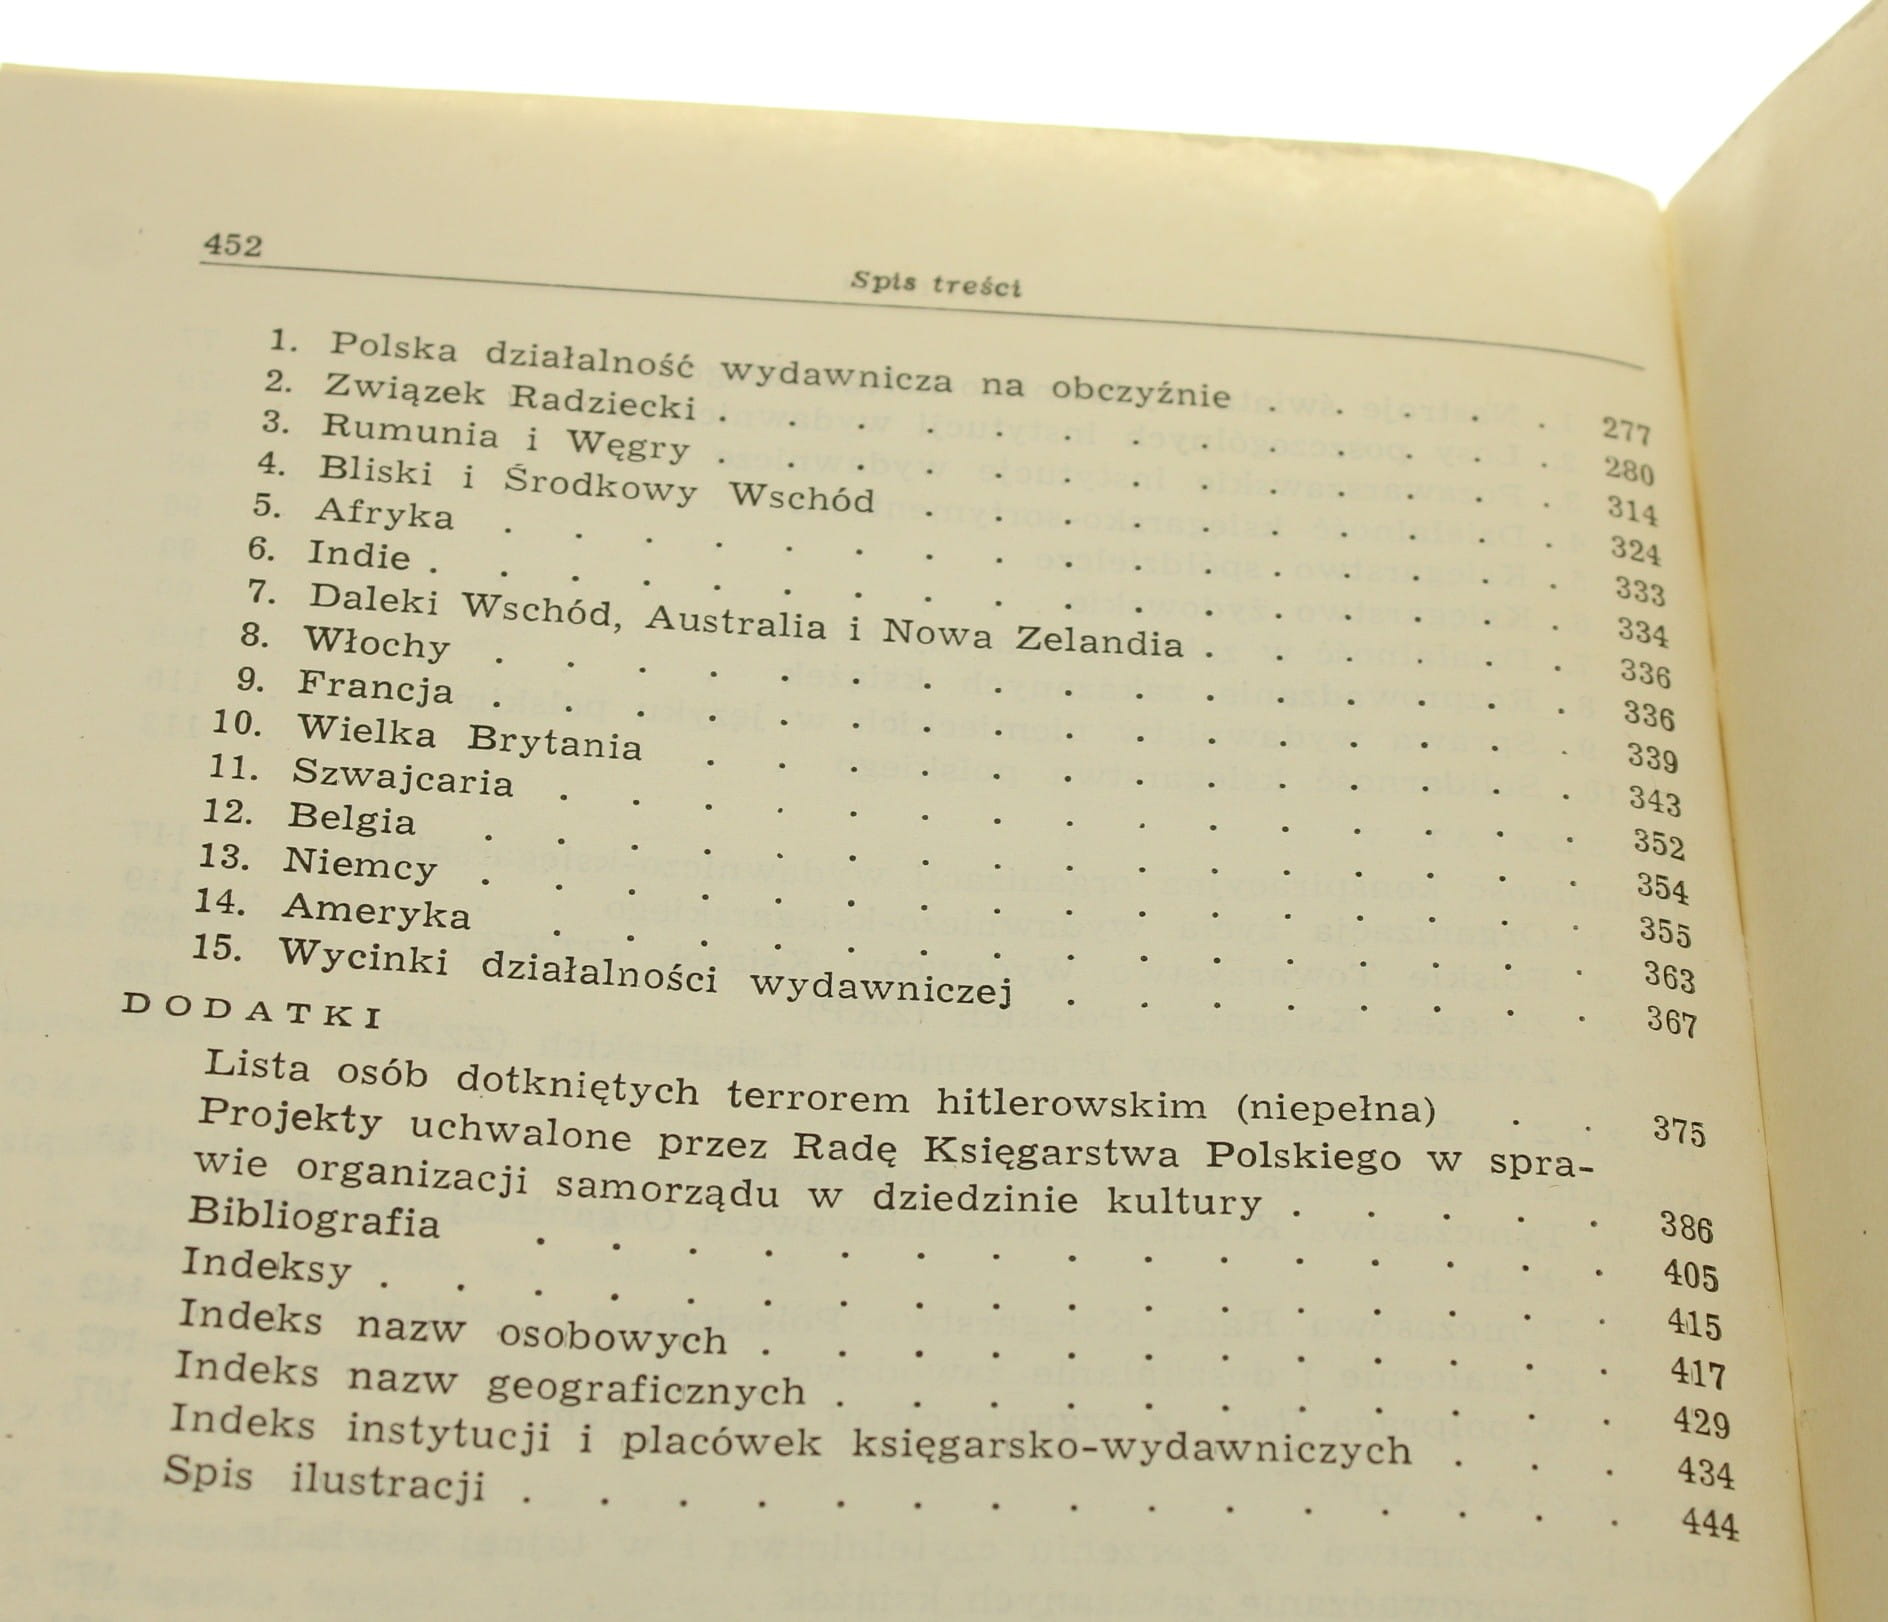 452
Spis treści
1. Polska działalność wydawnicza na obczyźnie . . . . . 277
2. Związek Radziecki . . . . . . . . . . . . . 280
3. Rumunia i Węgry . . . . . . . . . . . . . 314
4. Bliski i Środkowy Wschód . . . . . . . . . . 324
5. Afryka . . . . . . . . . . . . . . . . 333
6. Indie . . . . . . . . . . . . . . . . . 334
7. Daleki Wschód, Australia i Nowa Zelandia . . . . . . 336
8. Włochy . . . . . . . . . . . . . . . . 336
9. Francja . . . . . . . . . . . . . . . . 339
10. Wielka Brytania . . . . . . . . . . . . . 343
11. Szwajcaria . . . . . . . . . . . . . . . 352
12. Belgia . . . . . . . . . . . . . . . . 354
13. Niemcy . . . . . . . . . . . . . . . . 355
14. Ameryka . . . . . . . . . . . . . . . 363
15. Wycinki działalności wydawniczej . . . . . . . . 367
DODATKI
Lista osób dotkniętych terrorem hitlerowskim (niepełna) . . 375
Projekty uchwalone przez Radę Księgarstwa Polskiego w spra-
wie organizacji samorządu w dziedzinie kultury . . . . . 386
Bibliografia . . . . . . . . . . . . . . . 405
Indeksy . . . . . . . . . . . . . . . . . 415
Indeks nazw osobowych . . . . . . . . . . . . 417
Indeks nazw geograficznych . . . . . . . . . . . 429
Indeks instytucji i placówek księgarsko-wydawniczych . . . 434
Spis ilustracji . . . . . . . . . . . . . . . 444